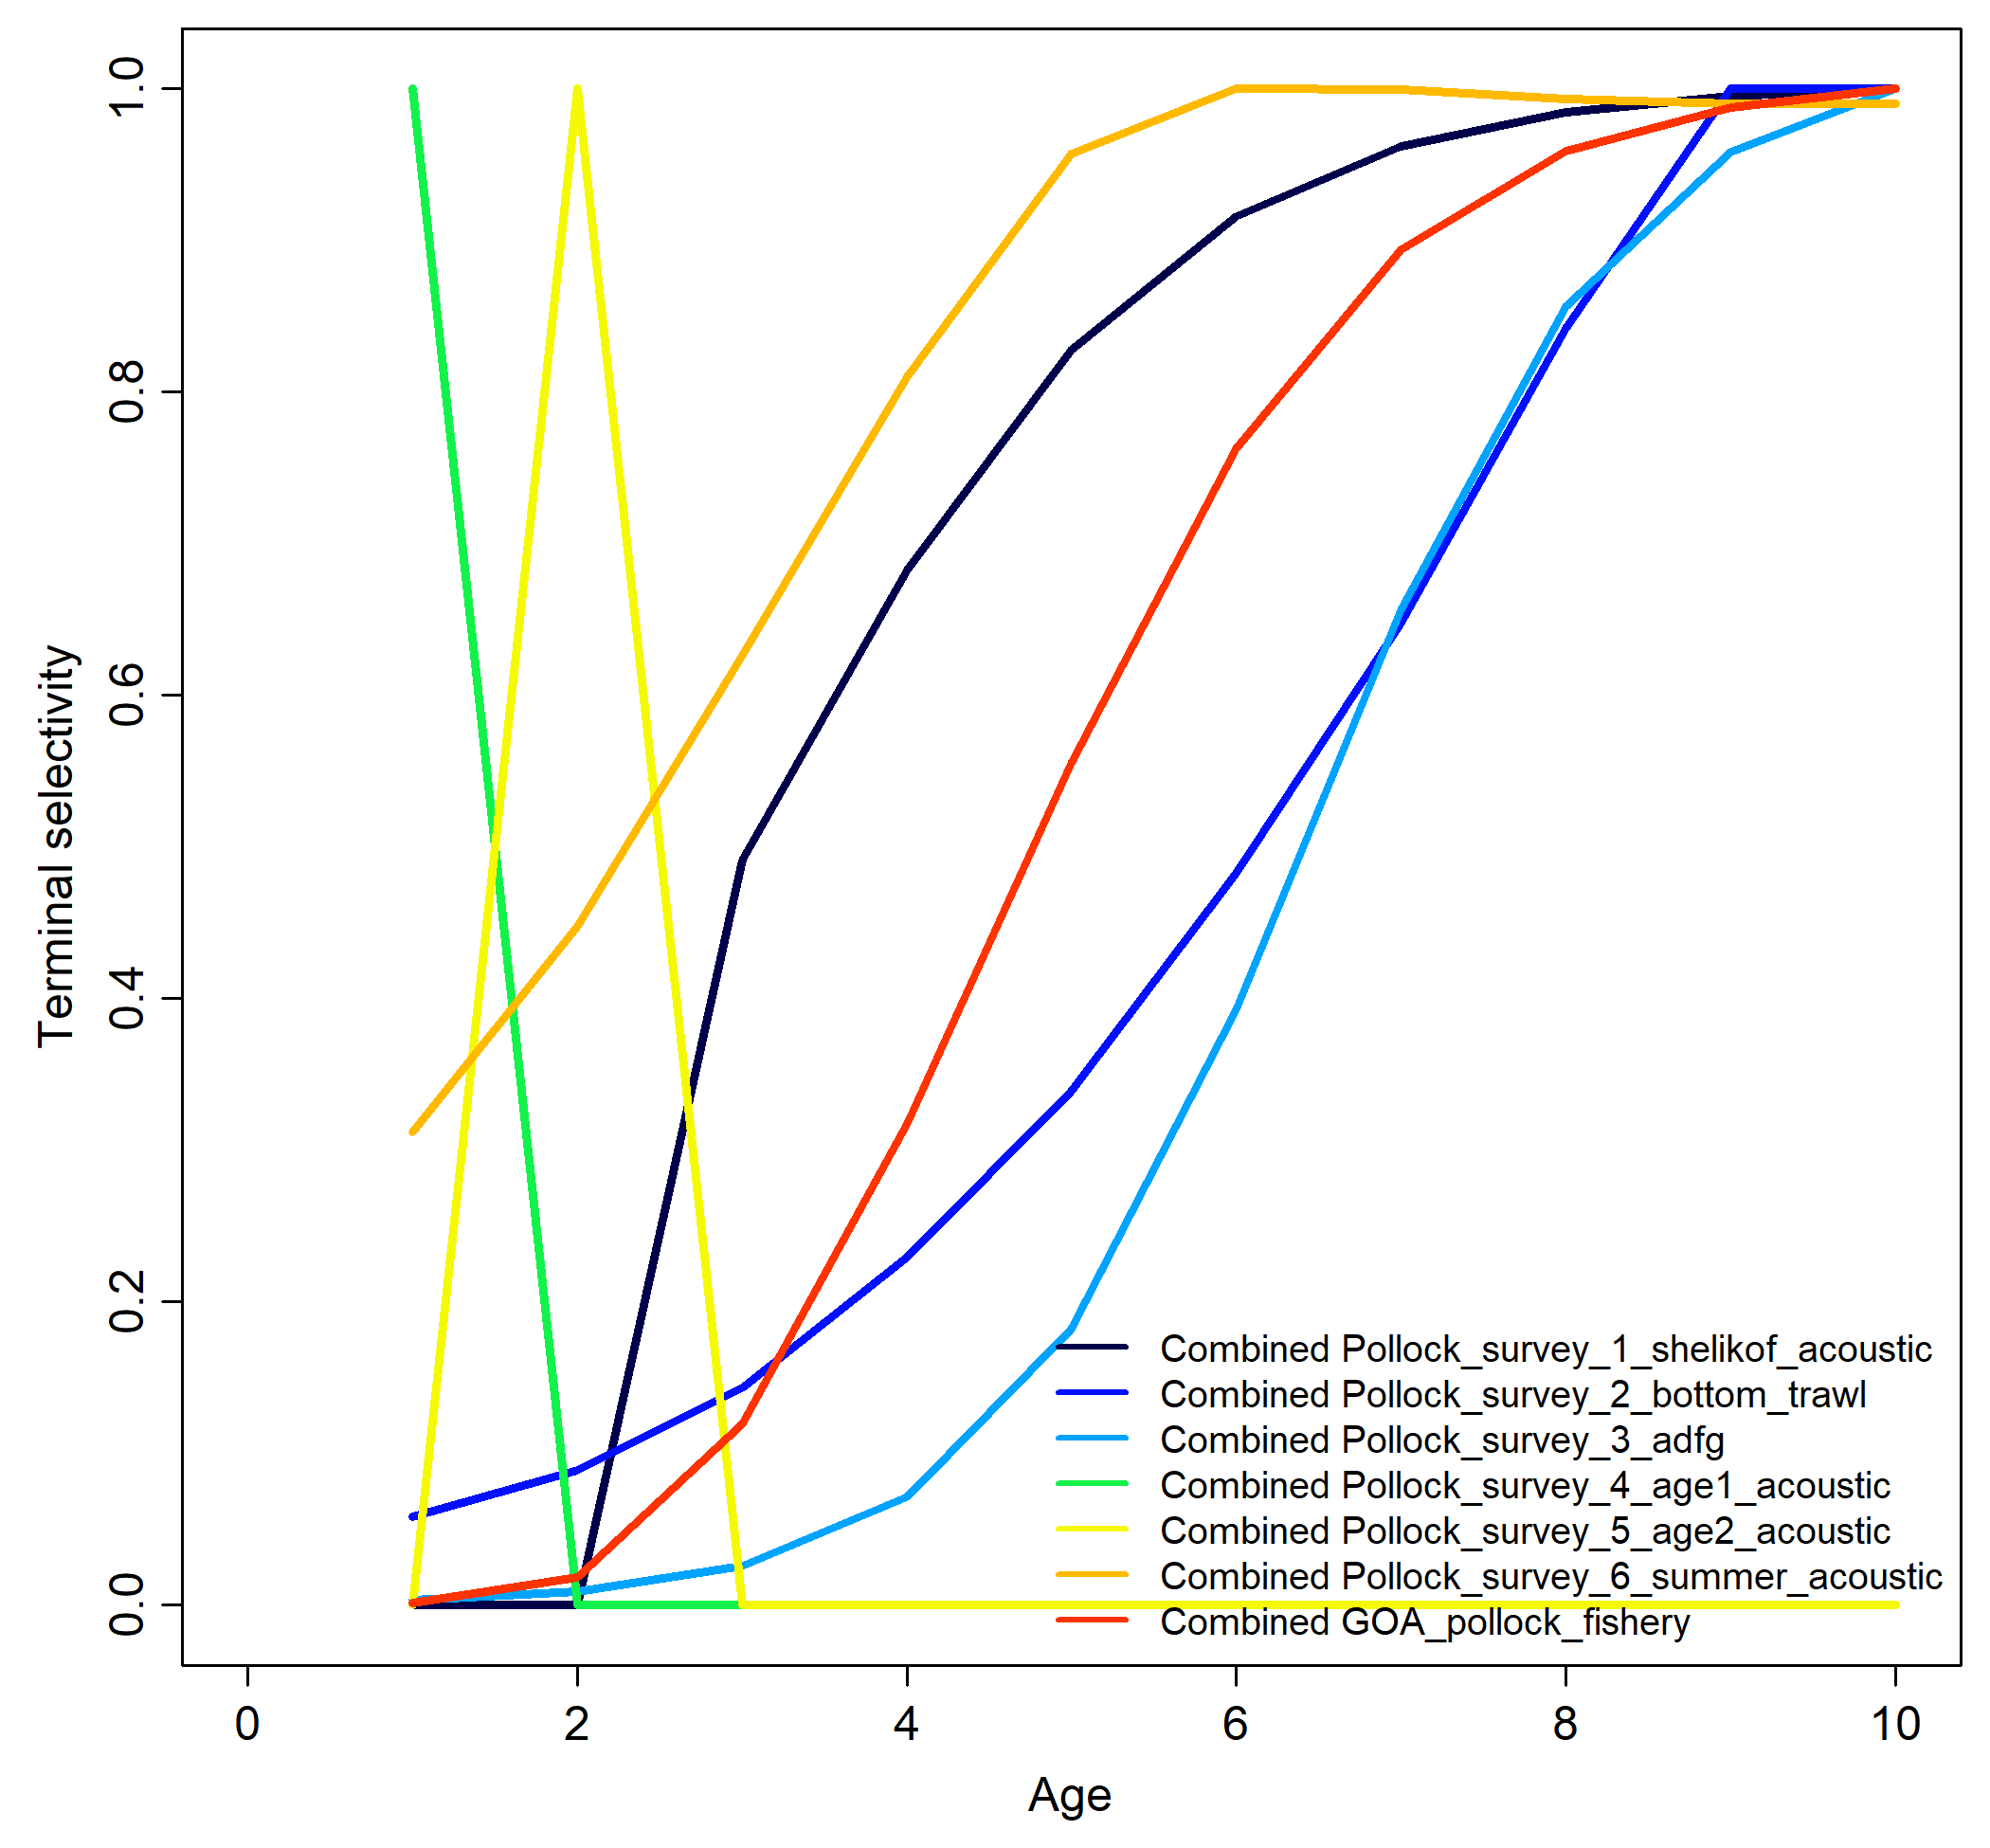 1.0
0.8
0.6
0.4
0.2
0.0
Terminal selectivity
Combined Pollock_survey_1_shelikof_acoustic
Combined Pollock_survey_2_bottom_trawl
Combined Pollock_survey_3_adfg
Combined Pollock_survey_4_age1_acoustic
Combined Pollock_survey_5_age2_acoustic
Combined Pollock_survey_6_summer_acoustic
Combined GOA_pollock_fishery
0 2 4 6 8 10
Age